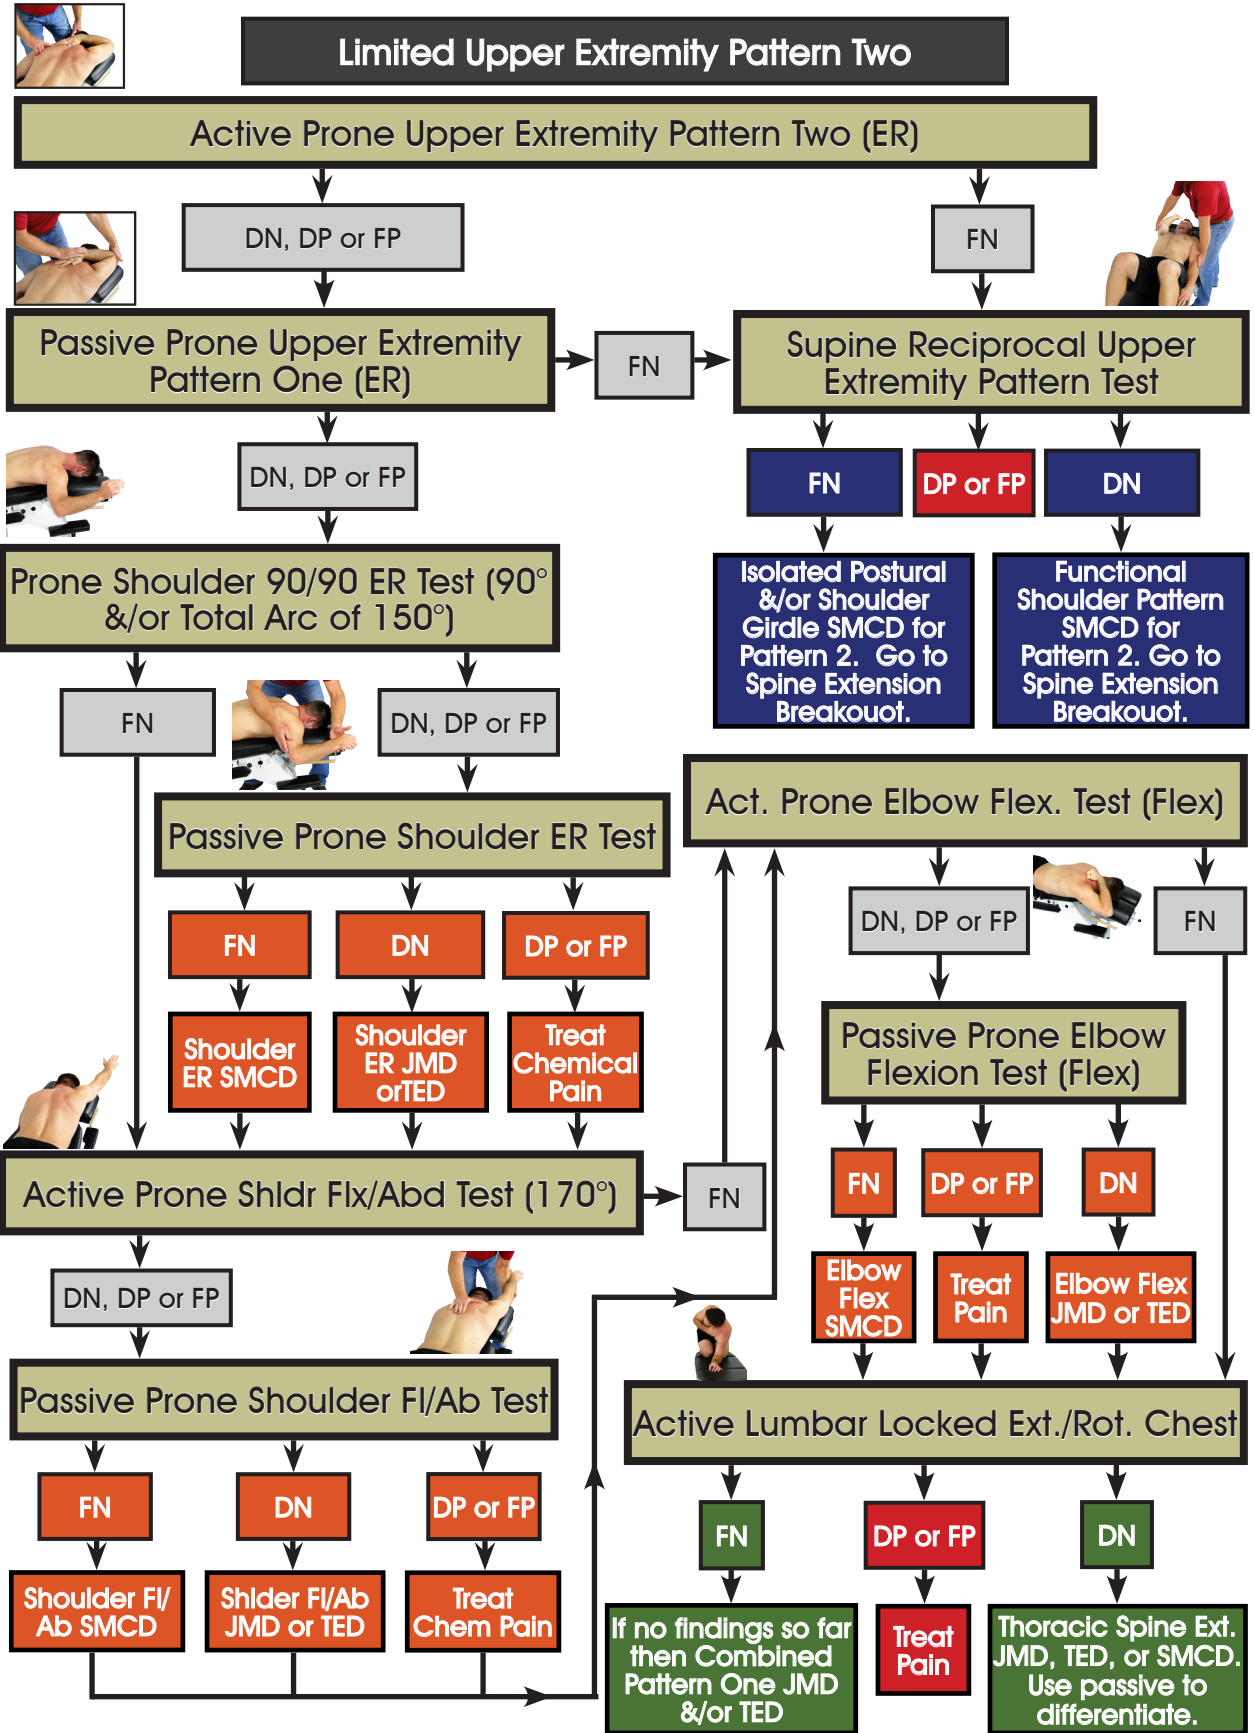 Limited Upper Extremity Pattern Two
Active Prone Upper Extremity Pattern Two (ER)
DN, DP or FP
FN
Passive Prone Upper Extremity
Pattern One (ER)
FN
Supine Reciprocal Upper
Extremity Pattern Test
DN, DP or FP
FN
DP or FP
DN
Isolated Postural
&/or Shoulder
Girdle SMCD for
Pattern 2. Go to
Spine Extension
Breakouot.
Functional
Shoulder Pattern
SMCD for
Pattern 2. Go to
Spine Extension
Breakouot.
Prone Shoulder 90/90 ER Test (90°
&/or Total Arc of 150°)
FN
DN, DP or FP
Passive Prone Shoulder ER Test
FN
DN
DP or FP
Shoulder
ER SMCD
Shoulder
ER JMD
orTED
Treat
Chemical
Pain
Active Prone Shldr Flx/Abd Test (170°)
FN
DN, DP or FP
Passive Prone Shoulder Fl/Ab Test
FN
DN
DP or FP
Shoulder Fl/
Ab SMCD
Shlder Fl/Ab
JMD or TED
Treat
Chem Pain
Act. Prone Elbow Flex. Test (Flex)
DN, DP or FP
FN
Passive Prone Elbow
Flexion Test (Flex)
FN
DP or FP
DN
Elbow
Flex
SMCD
Treat
Pain
Elbow Flex
JMD or TED
Active Lumbar Locked Ext./Rot. Chest
FN
DP or FP
DN
If no findings so far
then Combined
Pattern One JMD
&/or TED
Treat
Pain
Thoracic Spine Ext.
JMD, TED, or SMCD.
Use passive to
differentiate.